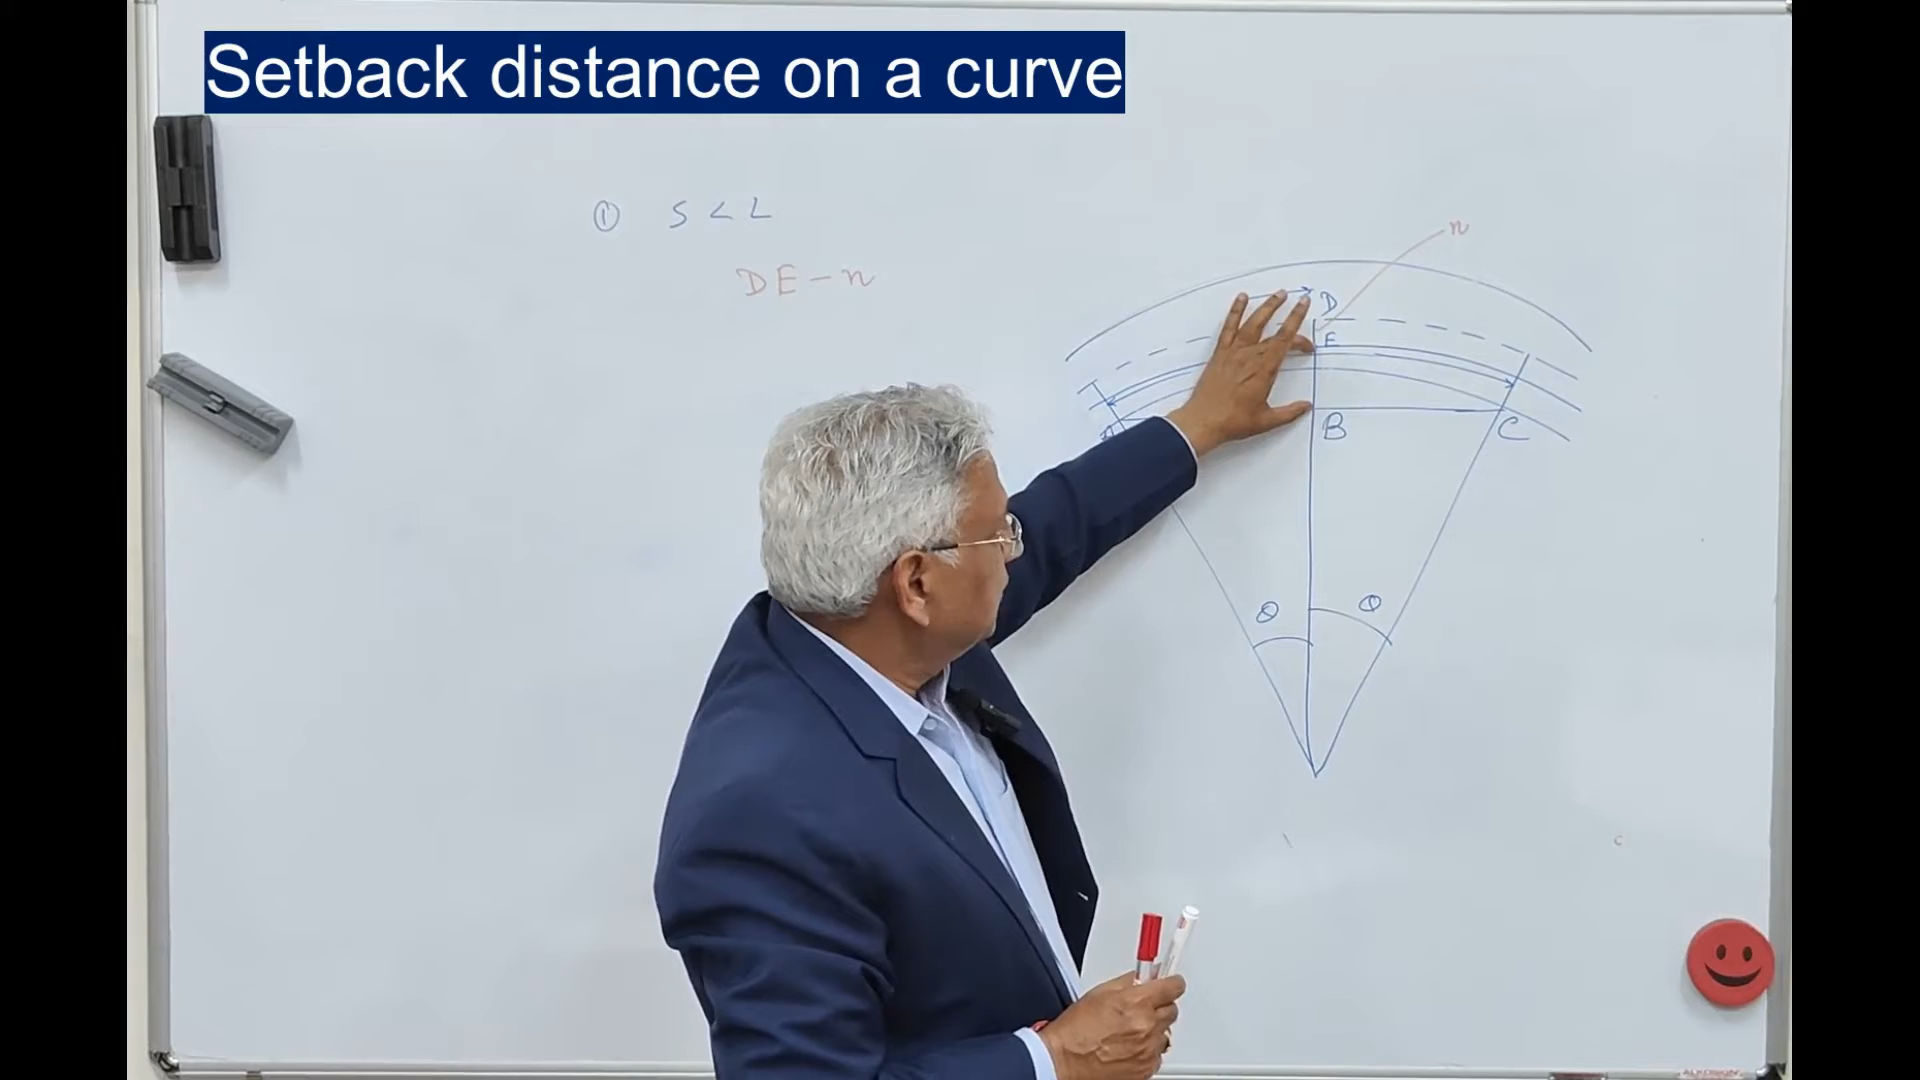 Setback distance on a curve
① S < L
DE - n
n
D
E
B
C
θ
θ